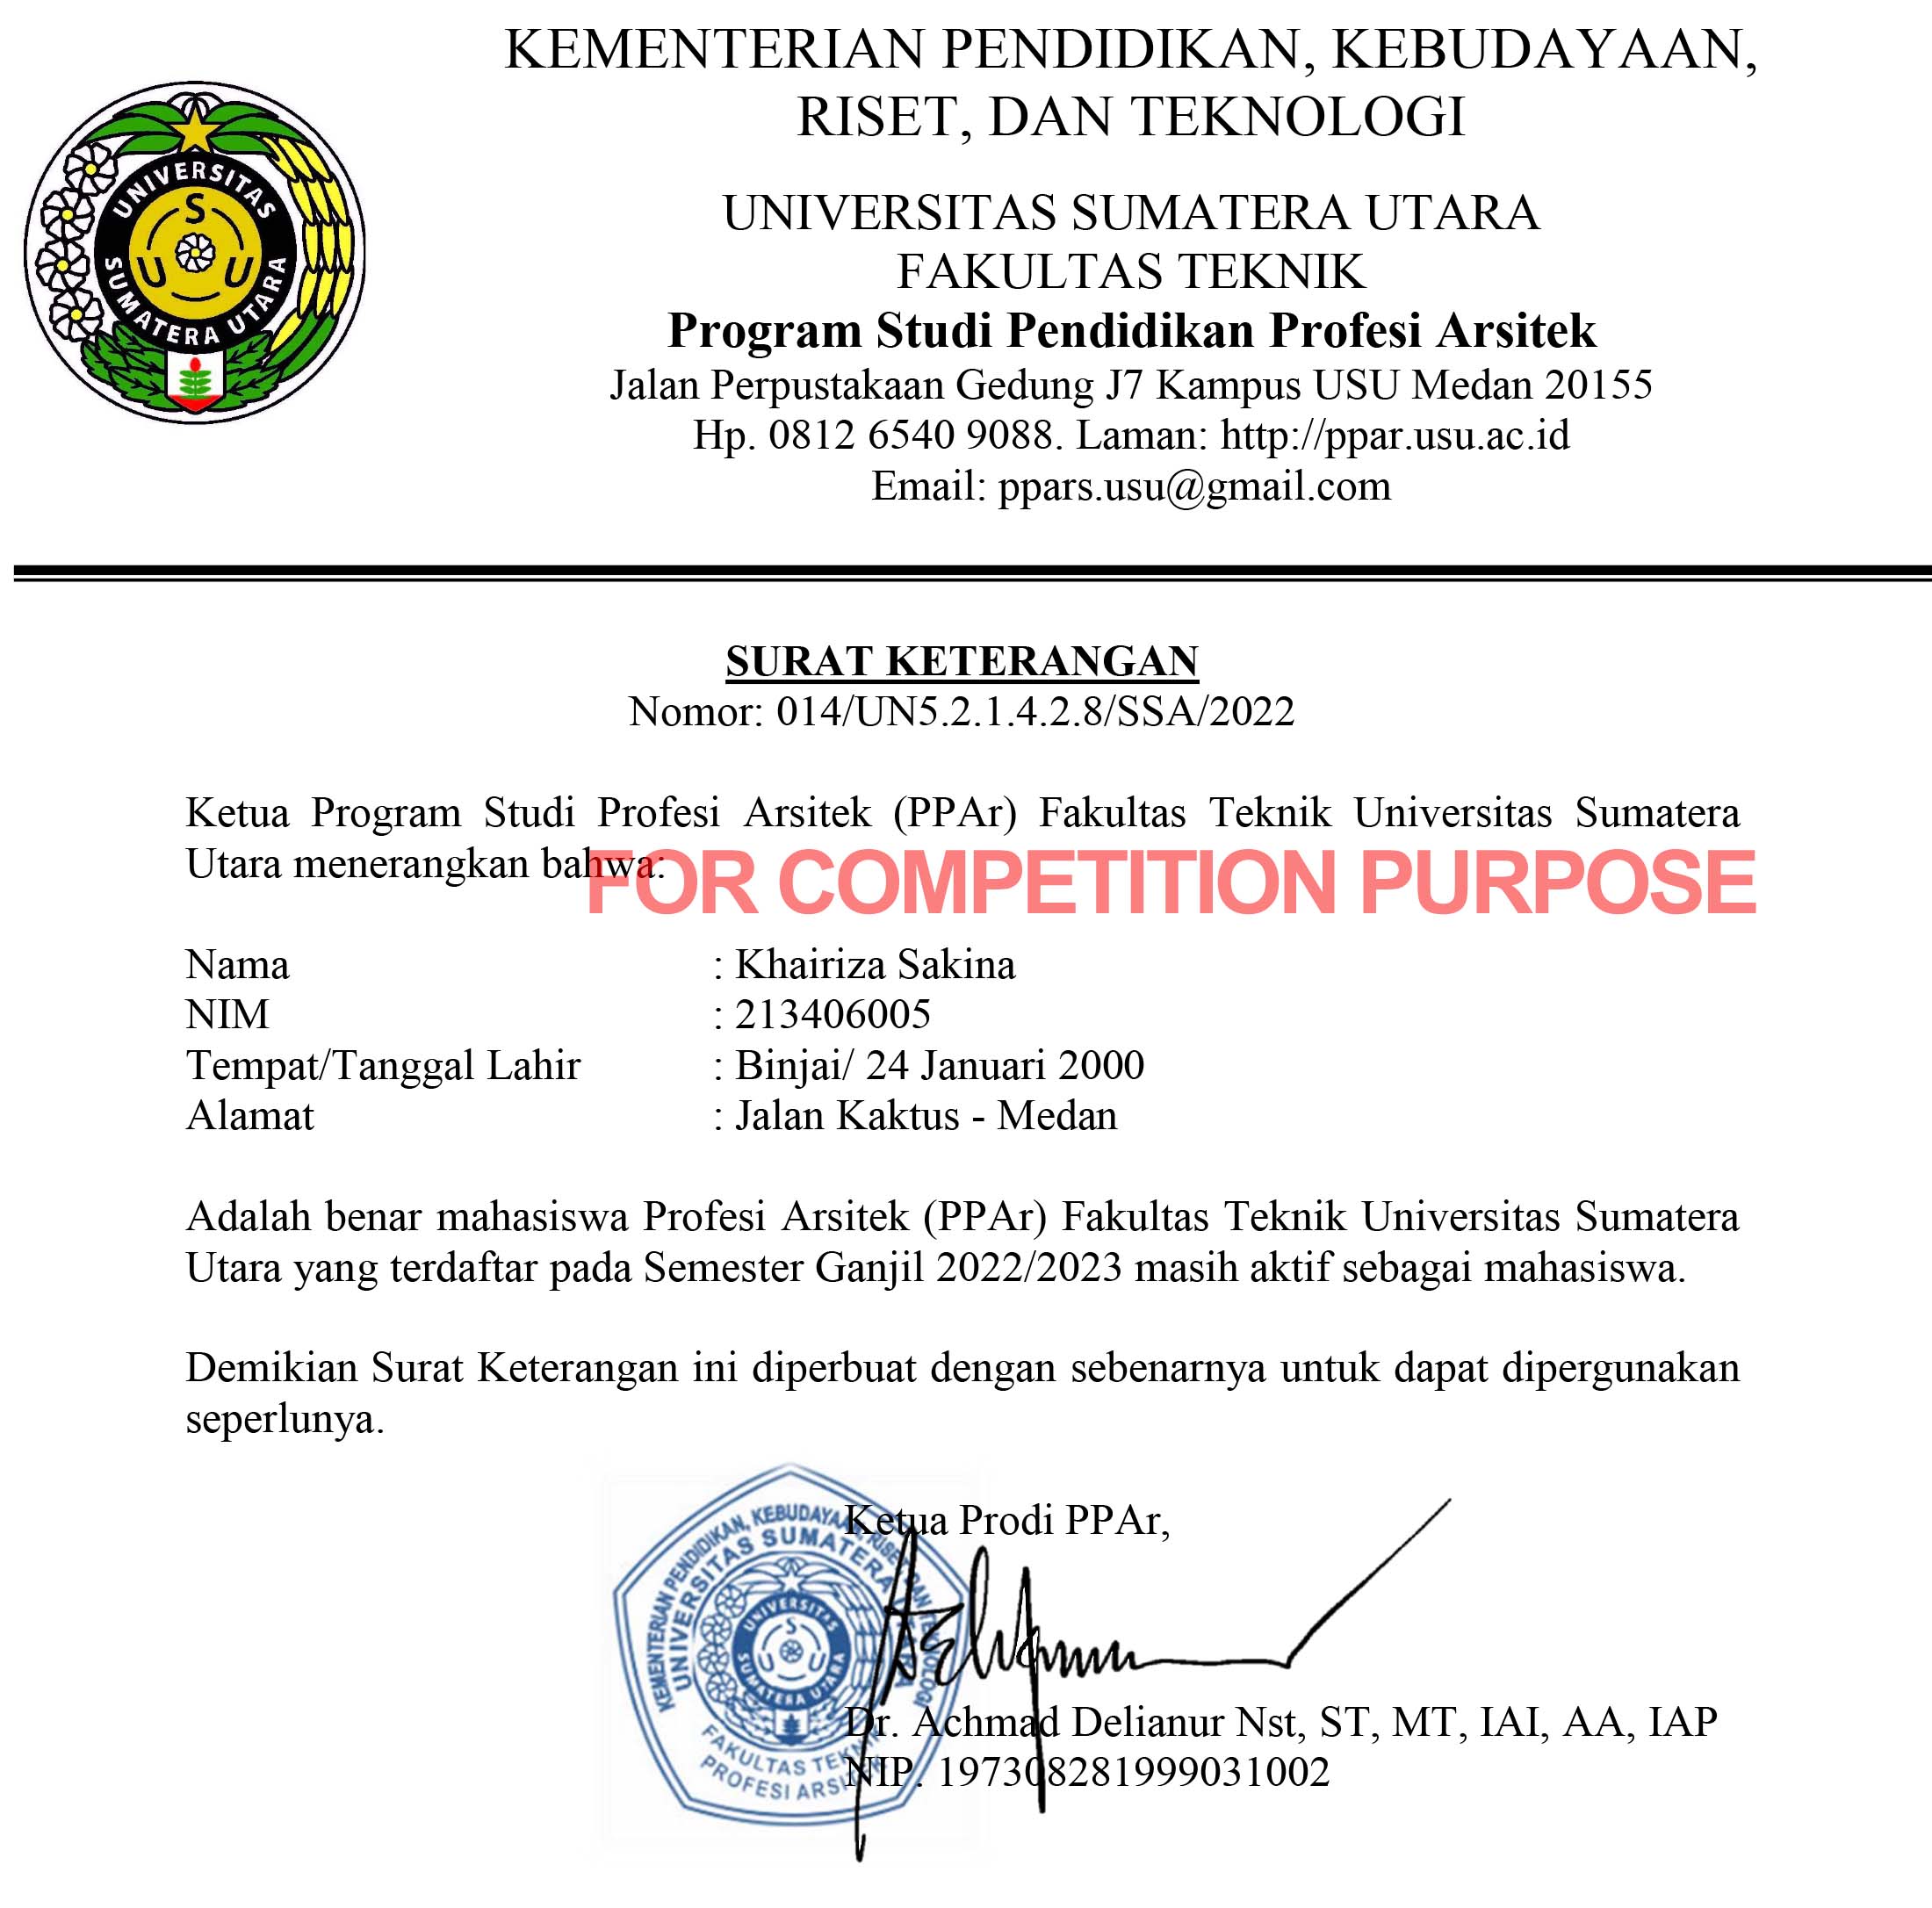 KEMENTERIAN PENDIDIKAN, KEBUDAYAAN,
RISET, DAN TEKNOLOGI
UNIVERSITAS SUMATERA UTARA
FAKULTAS TEKNIK
Program Studi Pendidikan Profesi Arsitek
Jalan Perpustakaan Gedung J7 Kampus USU Medan 20155
Hp. 0812 6540 9088. Laman: http://ppar.usu.ac.id
Email: ppars.usu@gmail.com
UNIVERSITAS
SUMATERA UTARA
S
U U
SURAT KETERANGAN
Nomor: 014/UN5.2.1.4.2.8/SSA/2022
Ketua Program Studi Profesi Arsitek (PPAr) Fakultas Teknik Universitas Sumatera
Utara menerangkan bahwa:
FOR COMPETITION PURPOSE
Nama : Khairiza Sakina
NIM : 213406005
Tempat/Tanggal Lahir : Binjai/ 24 Januari 2000
Alamat : Jalan Kaktus - Medan
Adalah benar mahasiswa Profesi Arsitek (PPAr) Fakultas Teknik Universitas Sumatera
Utara yang terdaftar pada Semester Ganjil 2022/2023 masih aktif sebagai mahasiswa.
Demikian Surat Keterangan ini diperbuat dengan sebenarnya untuk dapat dipergunakan
seperlunya.
Ketua Prodi PPAr,
KEMENTERIAN PENDIDIKAN, KEBUDAYAAN, RISET, DAN TEKNOLOGI
UNIVERSITAS SUMATERA UTARA
UNIVERSITAS
SUMATERA UTARA
S
U U
FAKULTAS TEKNIK
PROFESI ARSITEK
Dr. Achmad Delianur Nst, ST, MT, IAI, AA, IAP
NIP. 197308281999031002